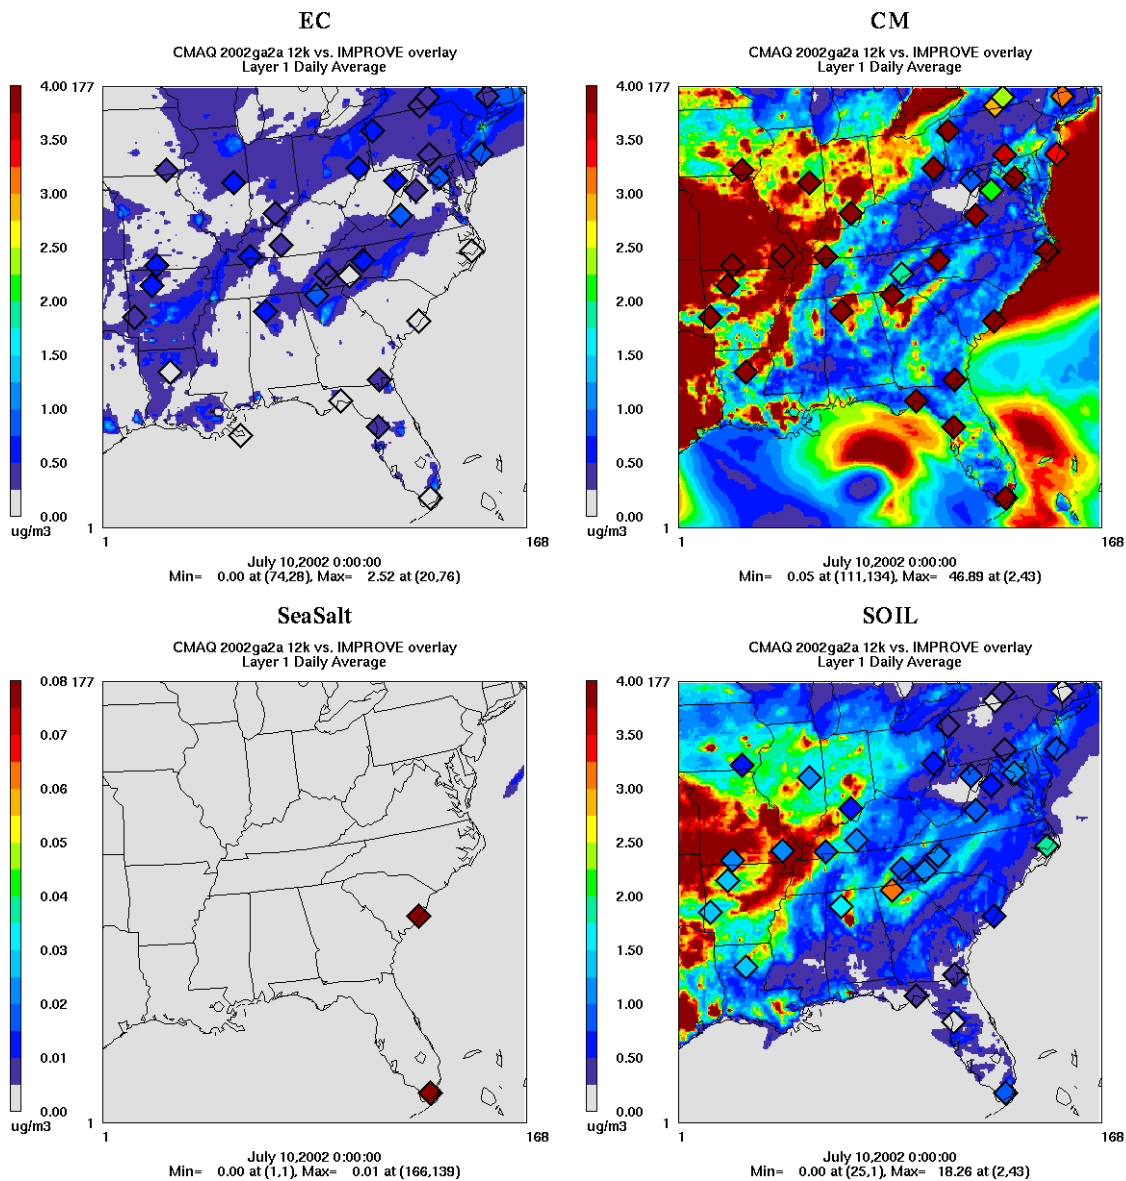 EC
CMAQ 2002ga2a 12k vs. IMPROVE overlay
Layer 1 Daily Average
4.00 177
3.50
3.00
2.50
2.00
1.50
1.00
0.50
0.00
ug/m3
1
1 168
July 10,2002 0:00:00
Min= 0.00 at (74,28), Max= 2.52 at (20,76)
CM
CMAQ 2002ga2a 12k vs. IMPROVE overlay
Layer 1 Daily Average
4.00 177
3.50
3.00
2.50
2.00
1.50
1.00
0.50
0.00
ug/m3
1
1 168
July 10,2002 0:00:00
Min= 0.05 at (111,134), Max= 46.89 at (2,43)
SeaSalt
CMAQ 2002ga2a 12k vs. IMPROVE overlay
Layer 1 Daily Average
0.08 177
0.07
0.06
0.05
0.04
0.03
0.02
0.01
0.00
ug/m3
1
1 168
July 10,2002 0:00:00
Min= 0.00 at (1,1), Max= 0.01 at (166,139)
SOIL
CMAQ 2002ga2a 12k vs. IMPROVE overlay
Layer 1 Daily Average
4.00 177
3.50
3.00
2.50
2.00
1.50
1.00
0.50
0.00
ug/m3
1
1 168
July 10,2002 0:00:00
Min= 0.00 at (25,1), Max= 18.26 at (2,43)